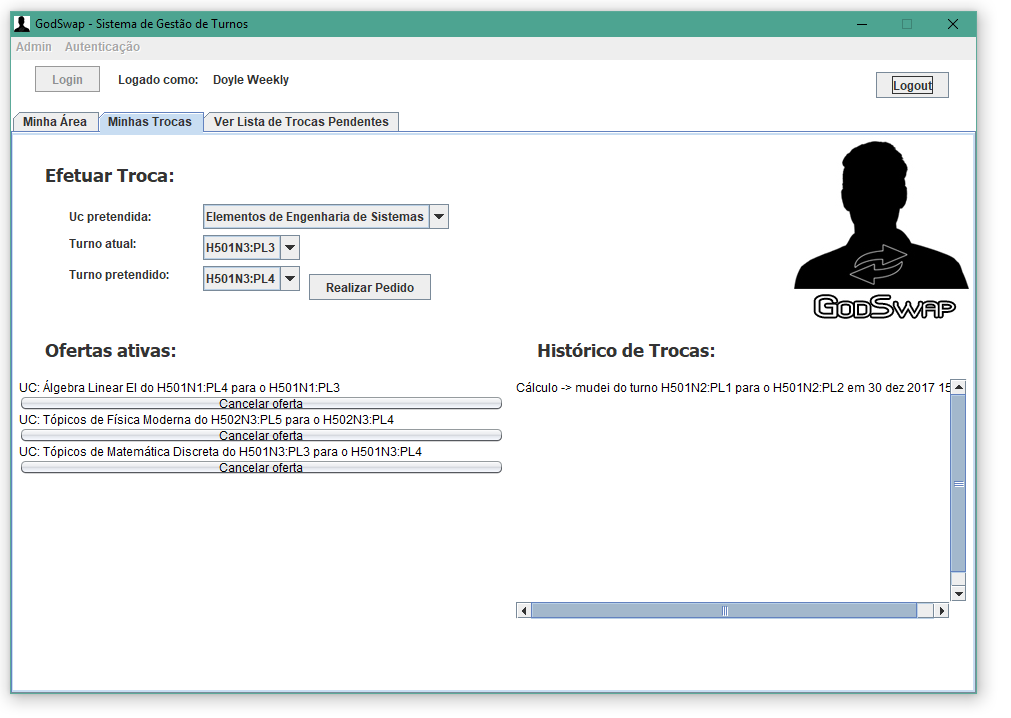 GodSwap - Sistema de Gestão de Turnos
Admin Autenticação
Login Logado como: Doyle Weekly
Logout
Minha Área Minhas Trocas Ver Lista de Trocas Pendentes
Efetuar Troca:
Uc pretendida: Elementos de Engenharia de Sistemas
Turno atual: H501N3:PL3
Turno pretendido: H501N3:PL4
Realizar Pedido
GodSwap
Ofertas ativas:
UC: Álgebra Linear EI do H501N1:PL4 para o H501N1:PL3
Cancelar oferta
UC: Tópicos de Física Moderna do H502N3:PL5 para o H502N3:PL4
Cancelar oferta
UC: Tópicos de Matemática Discreta do H501N3:PL3 para o H501N3:PL4
Cancelar oferta
Histórico de Trocas:
Cálculo -> mudei do turno H501N2:PL1 para o H501N2:PL2 em 30 dez 2017 15